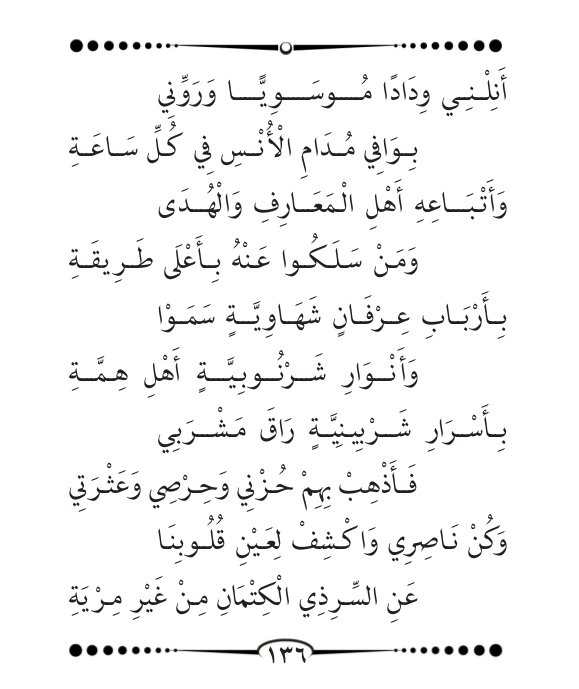 أَنِلْنِي وِدَادًا مُوسَوِيًّا وَرَوِّنِي
بِوَافِي مُدَامِ الْأُنْسِ فِي كُلِّ سَاعَةِ
وَأَتْبَاعِهِ أَهْلِ الْمَعَارِفِ وَالْهُدَى
وَمَنْ سَلَكُوا عَنْهُ بِأَعْلَى طَرِيقَةِ
بِأَرْبَابِ عِرْفَانٍ شَهَاوِيَّةٍ سَمَوْا
وَأَنْوَارِ شَرْنُوبِيَّةٍ أَهْلِ هِمَّةِ
بِأَسْرَارِ شَرْبِينِيَّةٍ رَاقَ مَشْرَبِي
فَأَذْهِبْ بِهِمْ حُزْنِي وَحِرْصِي وَعَثْرَتِي
وَكُنْ نَاصِرِي وَاكْشِفْ لِعَيْنِ قُلُوبِنَا
عَنِ السِّرِذِي الْكِتْمَانِ مِنْ غَيْرِ مِرْيَةِ
١٣٦